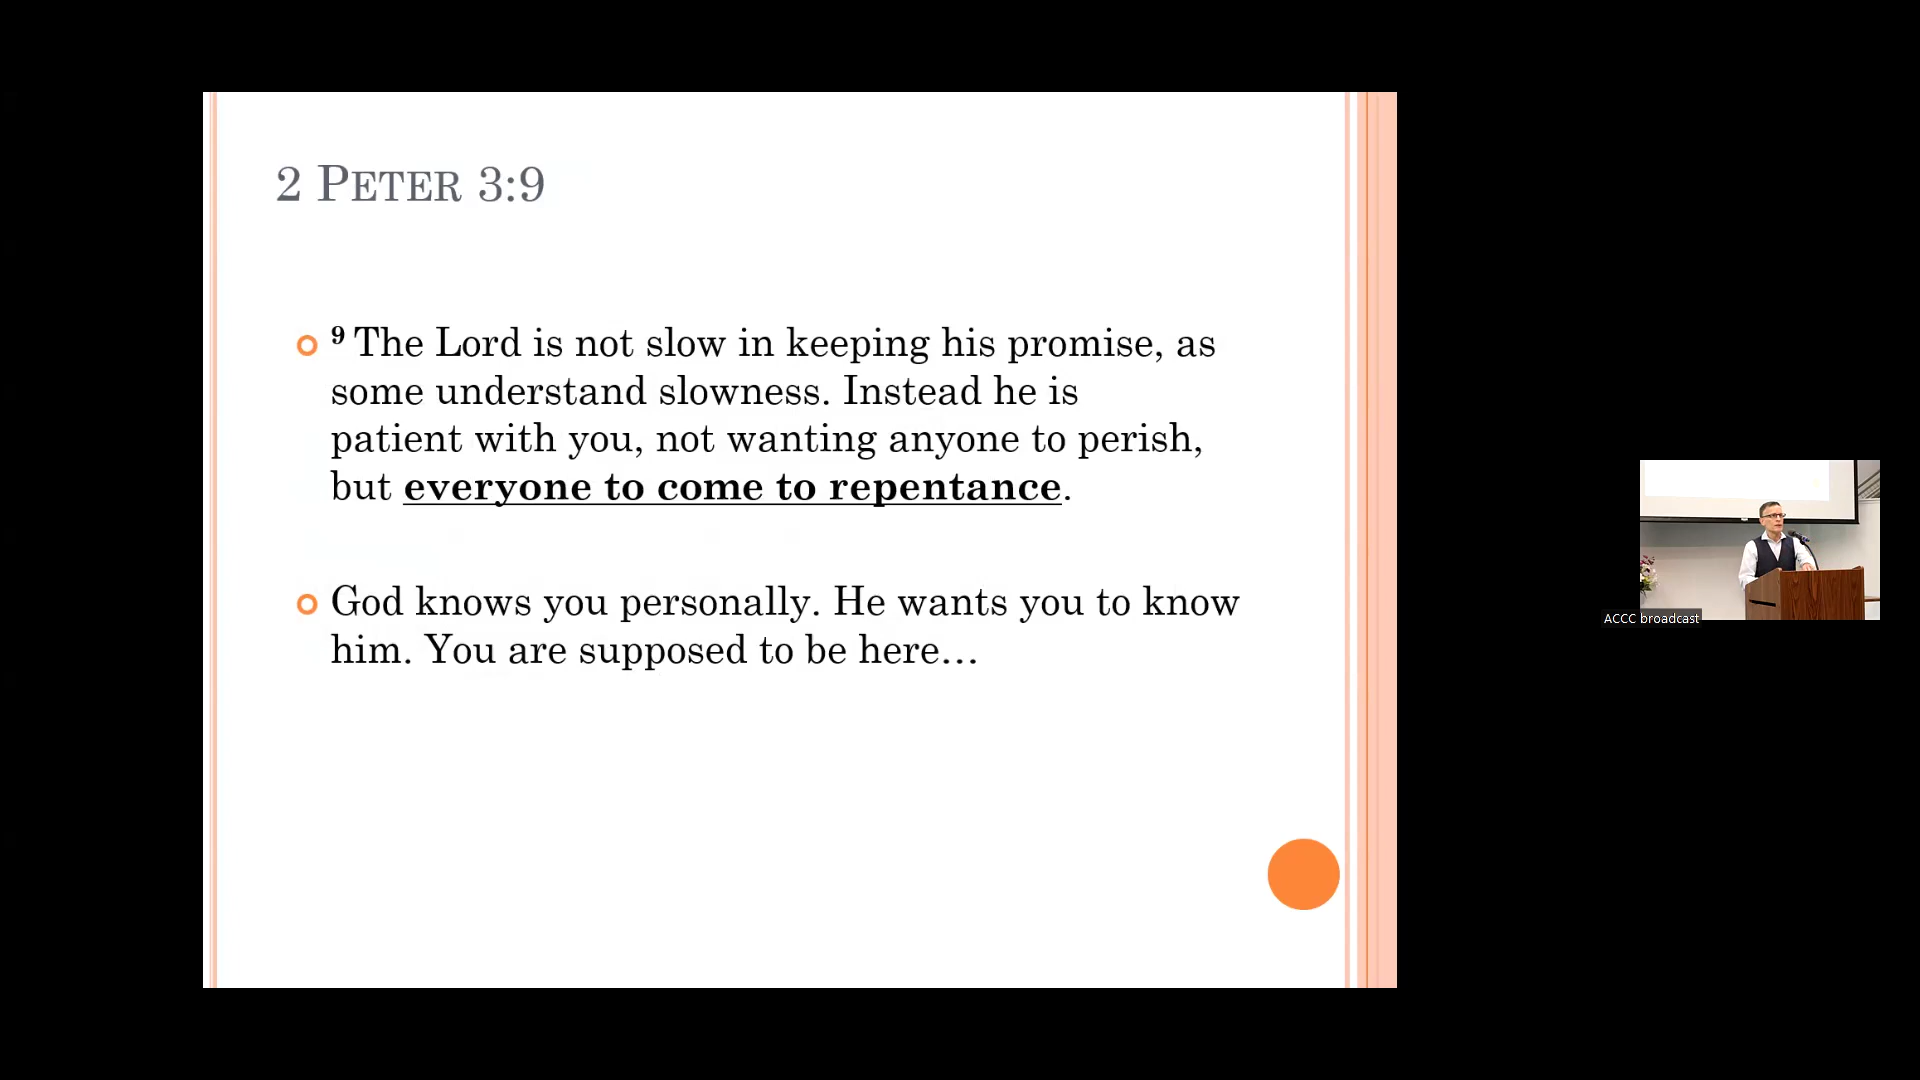 2 PETER 3:9
9 The Lord is not slow in keeping his promise, as
some understand slowness. Instead he is
patient with you, not wanting anyone to perish,
but everyone to come to repentance.
God knows you personally. He wants you to know
him. You are supposed to be here…
ACCC broadcast